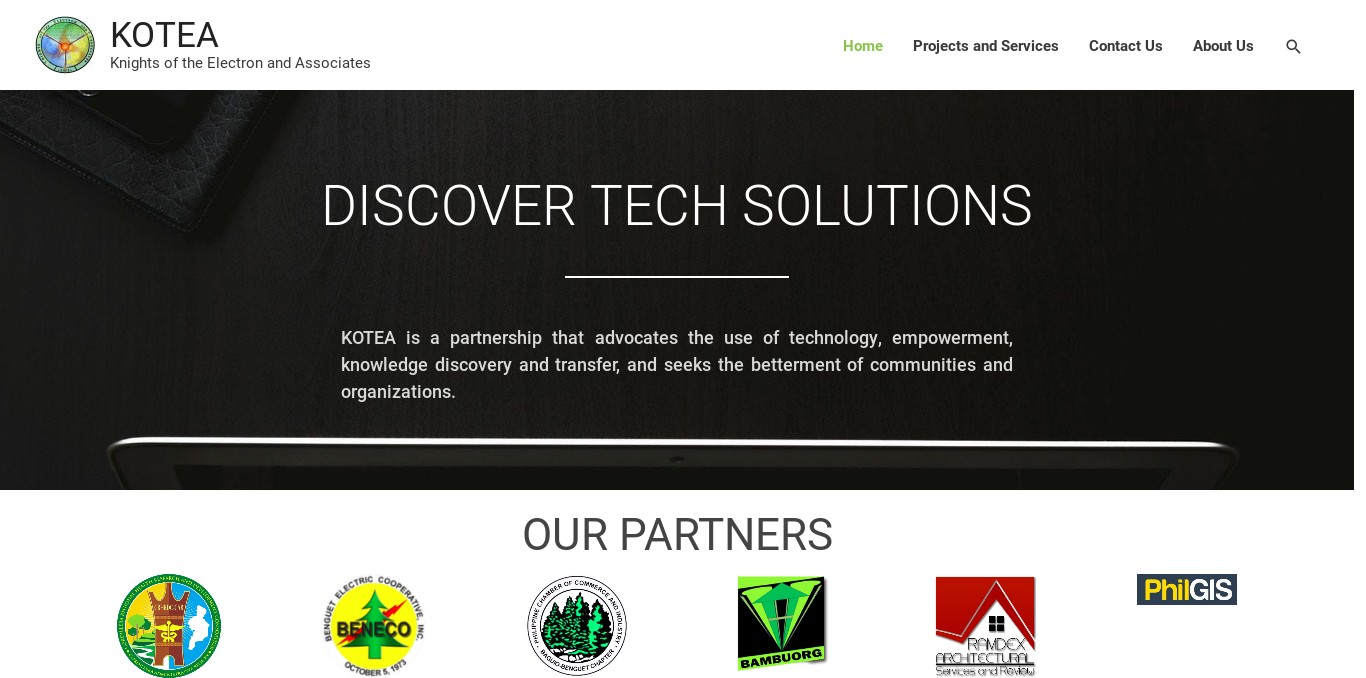 KOTEA
Knights of the Electron and Associates
Home
Projects and Services
Contact Us
About Us
DISCOVER TECH SOLUTIONS
KOTEA is a partnership that advocates the use of technology, empowerment,
knowledge discovery and transfer, and seeks the betterment of communities and
organizations.
OUR PARTNERS
BENGUET ELECTRIC COOPERATIVE, INC.
BENECO
OCTOBER 5, 1973
PHILIPPINE CHAMBER OF COMMERCE AND INDUSTRY
BAGUIO-BENGUET CHAPTER
BAMBUORG
RAMDEX
ARCHITECTURAL
Services and Review
PhilGIS